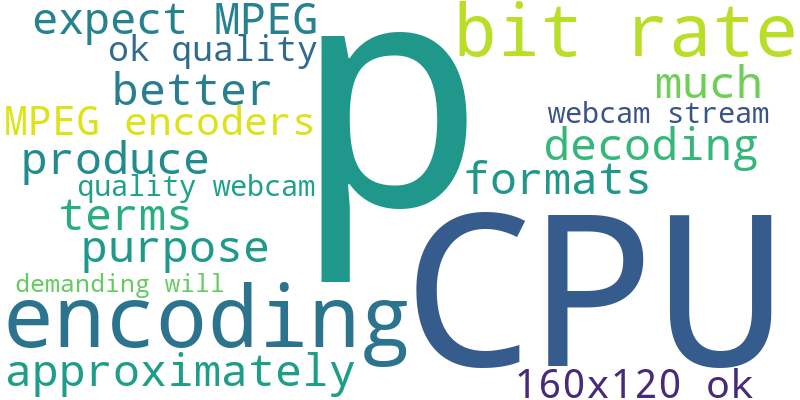 expect MPEG
bit rate
ok quality
p
better
much
MPEG encoders
webcam stream
produce
decoding
quality webcam
formats
terms
purpose
CPU
demanding will
encoding
approximately
160x120 ok